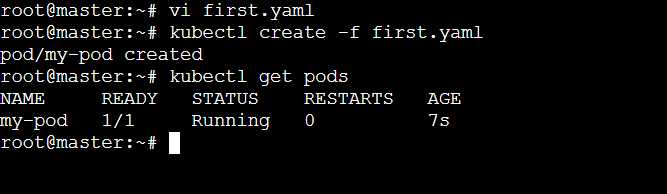 root@master:~# vi first.yaml
root@master:~# kubectl create -f first.yaml
pod/my-pod created
root@master:~# kubectl get pods
NAME     READY   STATUS    RESTARTS   AGE
my-pod   1/1     Running   0          7s
root@master:~#